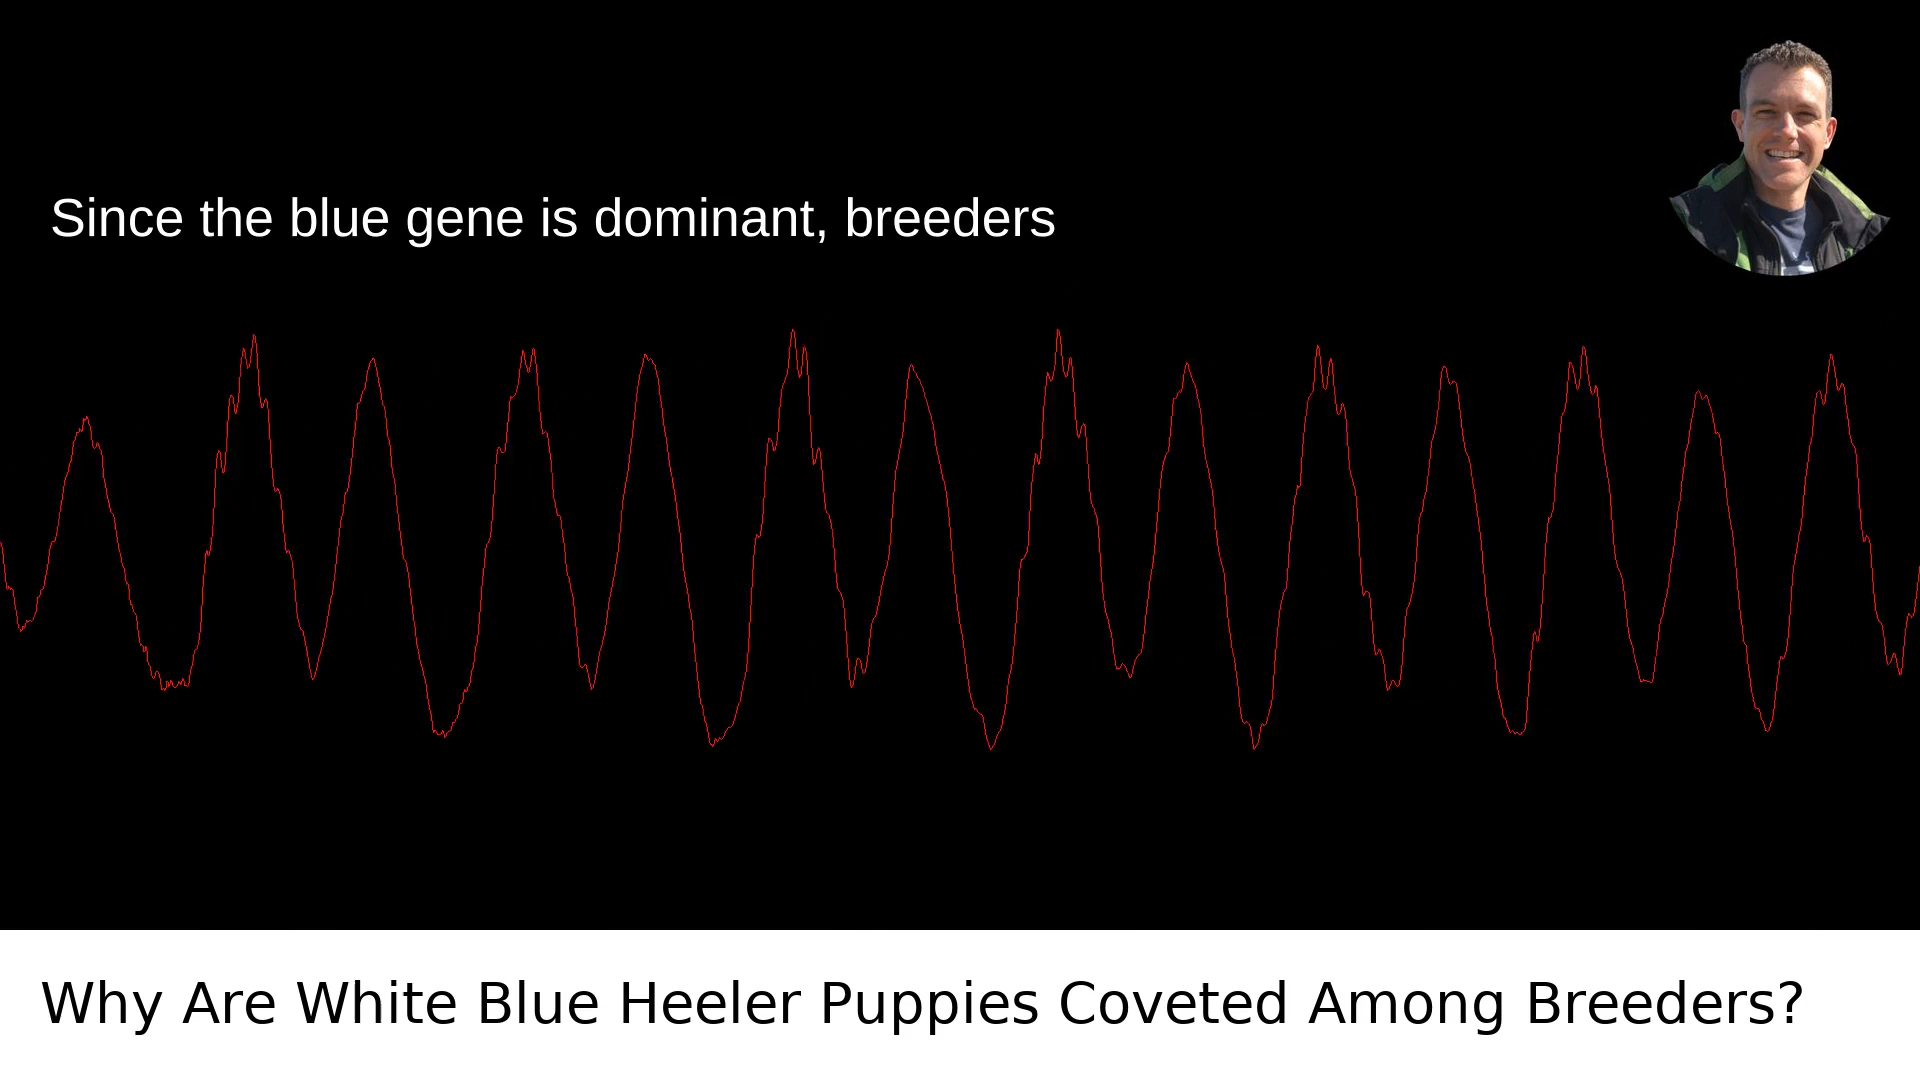 Since the blue gene is dominant, breeders
Why Are White Blue Heeler Puppies Coveted Among Breeders?